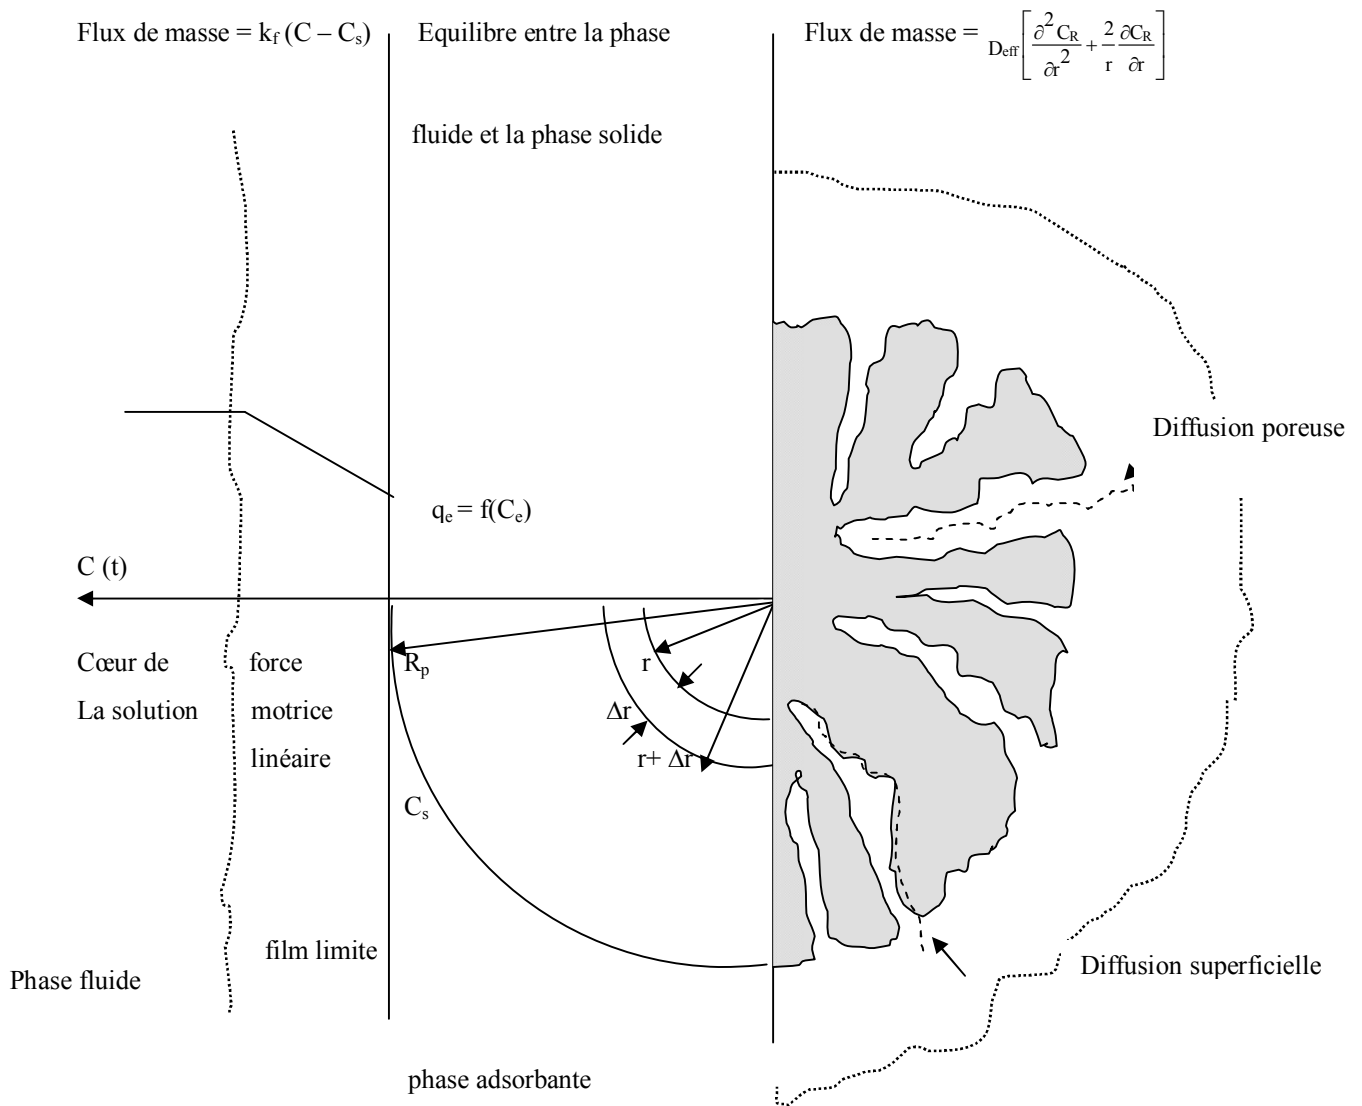 Flux de masse = k_f (C – C_s)
Equilibre entre la phase
fluide et la phase solide
Flux de masse = D_eff [ ∂²C_R / ∂r² + 2/r ∂C_R / ∂r ]
Diffusion poreuse
q_e = f(C_e)
C (t)
Cœur de
La solution
force
motrice
linéaire
R_p
r
Δr
r+ Δr
C_s
film limite
Phase fluide
Diffusion superficielle
phase adsorbante